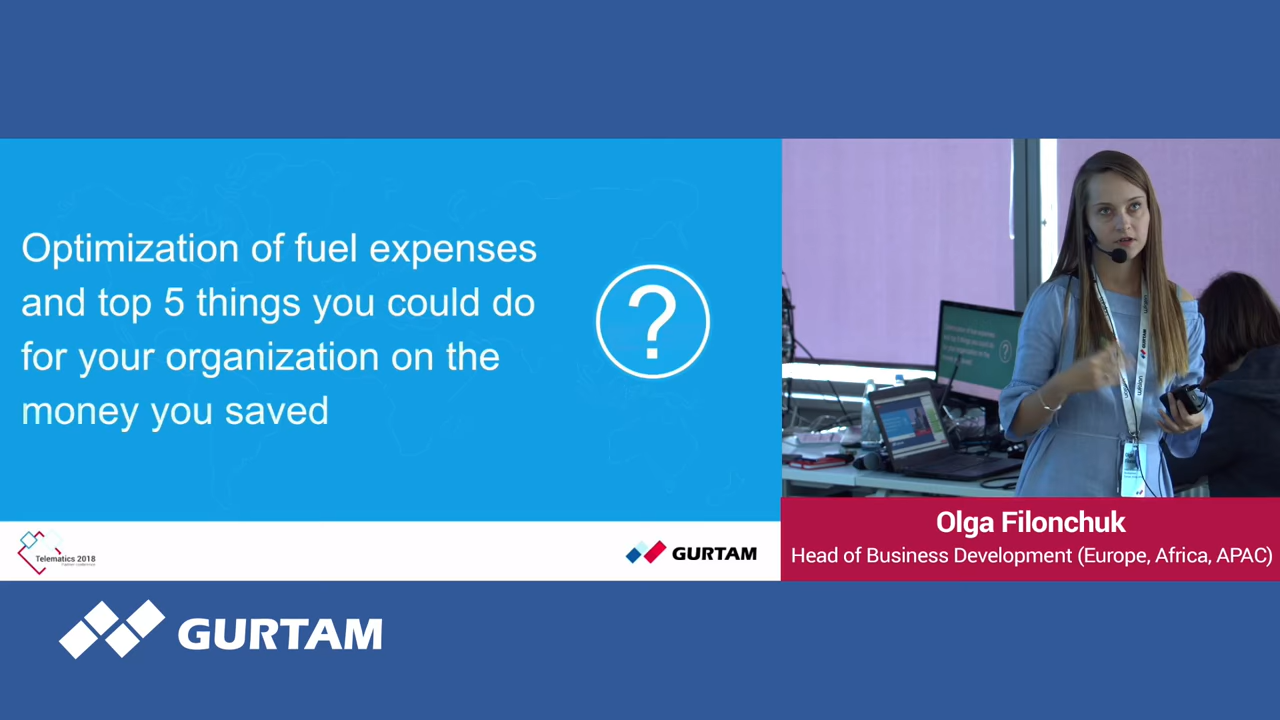 Optimization of fuel expenses
and top 5 things you could do
for your organization on the
money you saved
?
Telematics 2018
GURTAM
Olga Filonchuk
Head of Business Development (Europe, Africa, APAC)
GURTAM